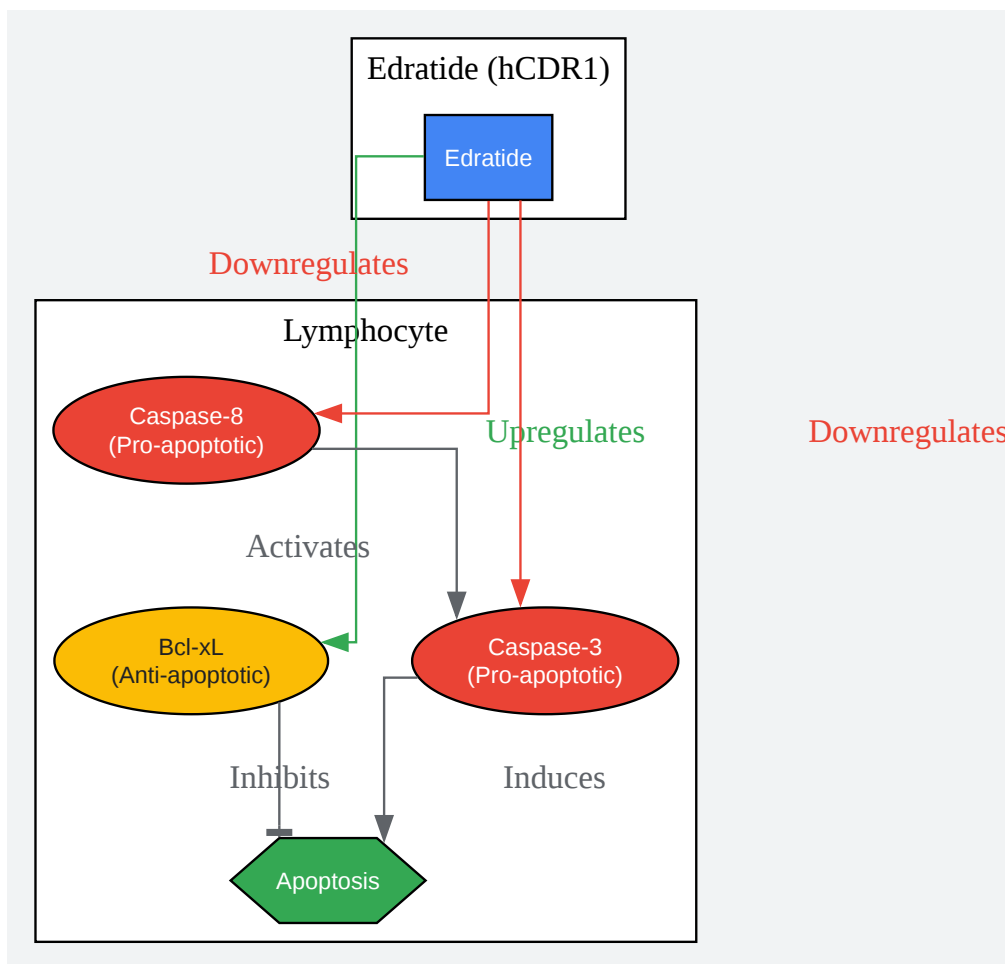 Edratide (hCDR1)
Edratide
Downregulates
Lymphocyte
Caspase-8
(Pro-apoptotic)
Upregulates
Downregulates
Activates
Bcl-xL
(Anti-apoptotic)
Caspase-3
(Pro-apoptotic)
Inhibits
Induces
Apoptosis